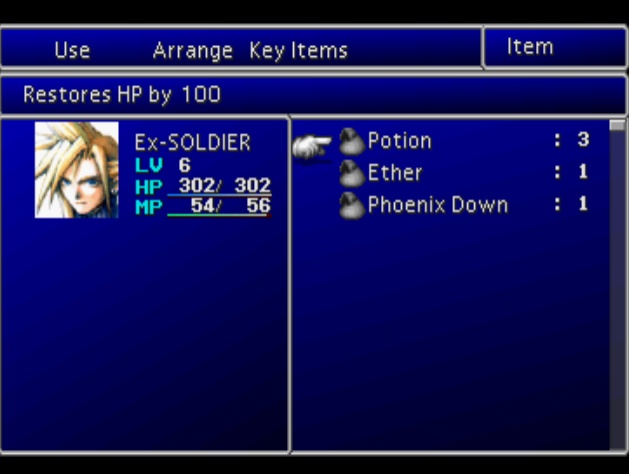 Use Arrange Key Items Item
Restores HP by 100
Ex-SOLDIER
LV 6
HP 302/ 302
MP 54/ 56
Potion : 3
Ether : 1
Phoenix Down : 1